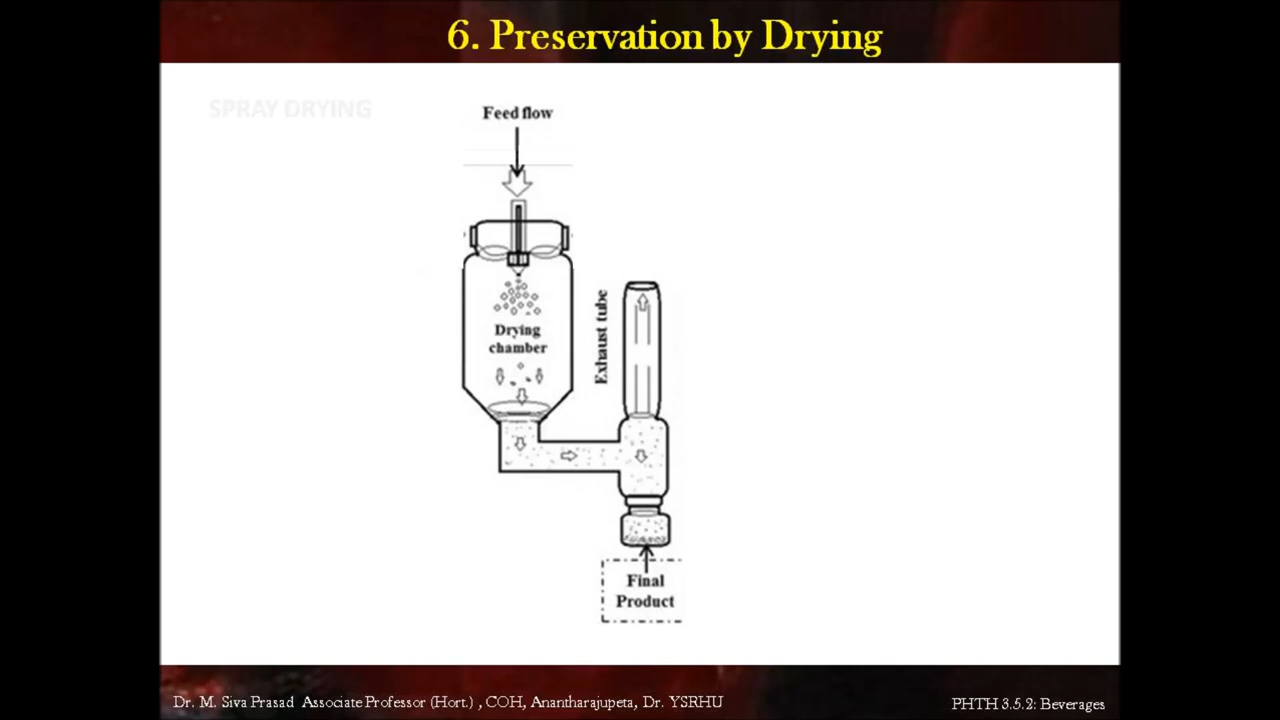 6. Preservation by Drying
SPRAY DRYING
Feed flow
Drying
chamber
Exhaust tube
Final
Product
Dr. M. Siva Prasad Associate Professor (Hort.) , COH, Anantharajupeta, Dr. YSRHU
PHTH 3.5.2: Beverages